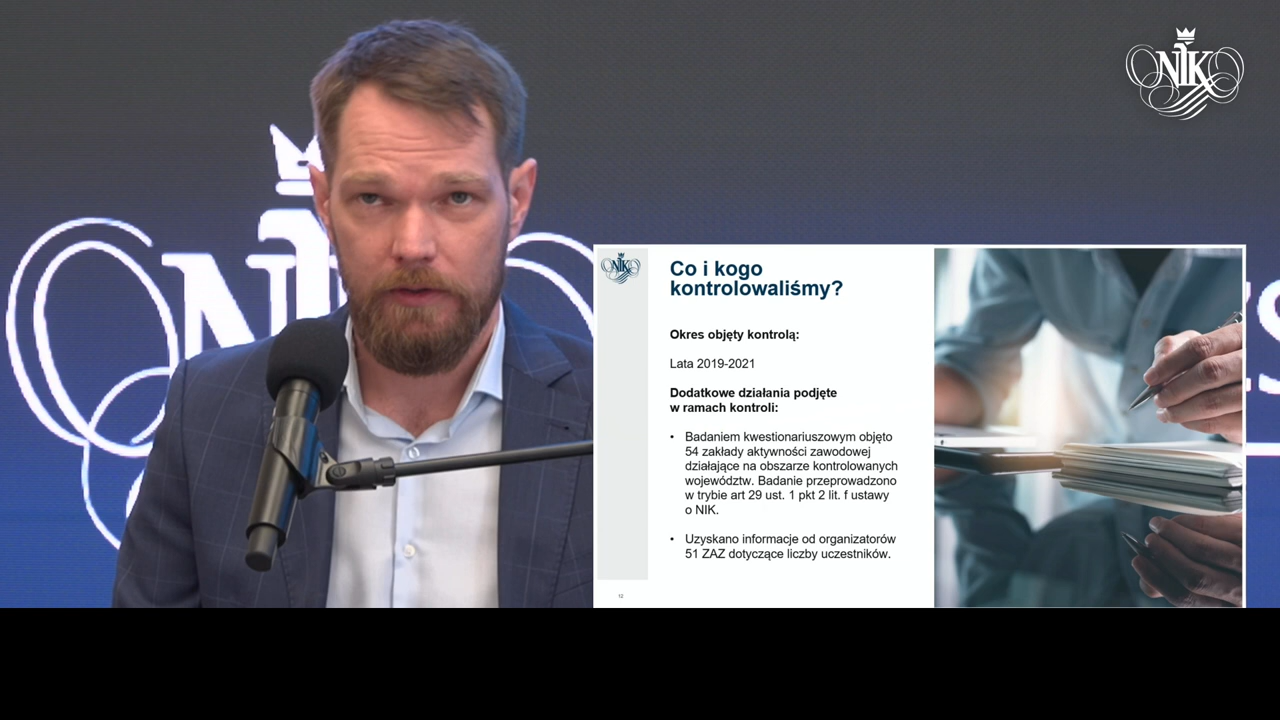 NIK
NIK
NIK
Co i kogo
kontrolowaliśmy?
Okres objęty kontrolą:
Lata 2019-2021
Dodatkowe działania podjęte
w ramach kontroli:
• Badaniem kwestionariuszowym objęto
54 zakłady aktywności zawodowej
działające na obszarze kontrolowanych
województw. Badanie przeprowadzono
w trybie art 29 ust. 1 pkt 2 lit. f ustawy
o NIK.
• Uzyskano informacje od organizatorów
51 ZAZ dotyczące liczby uczestników.
12